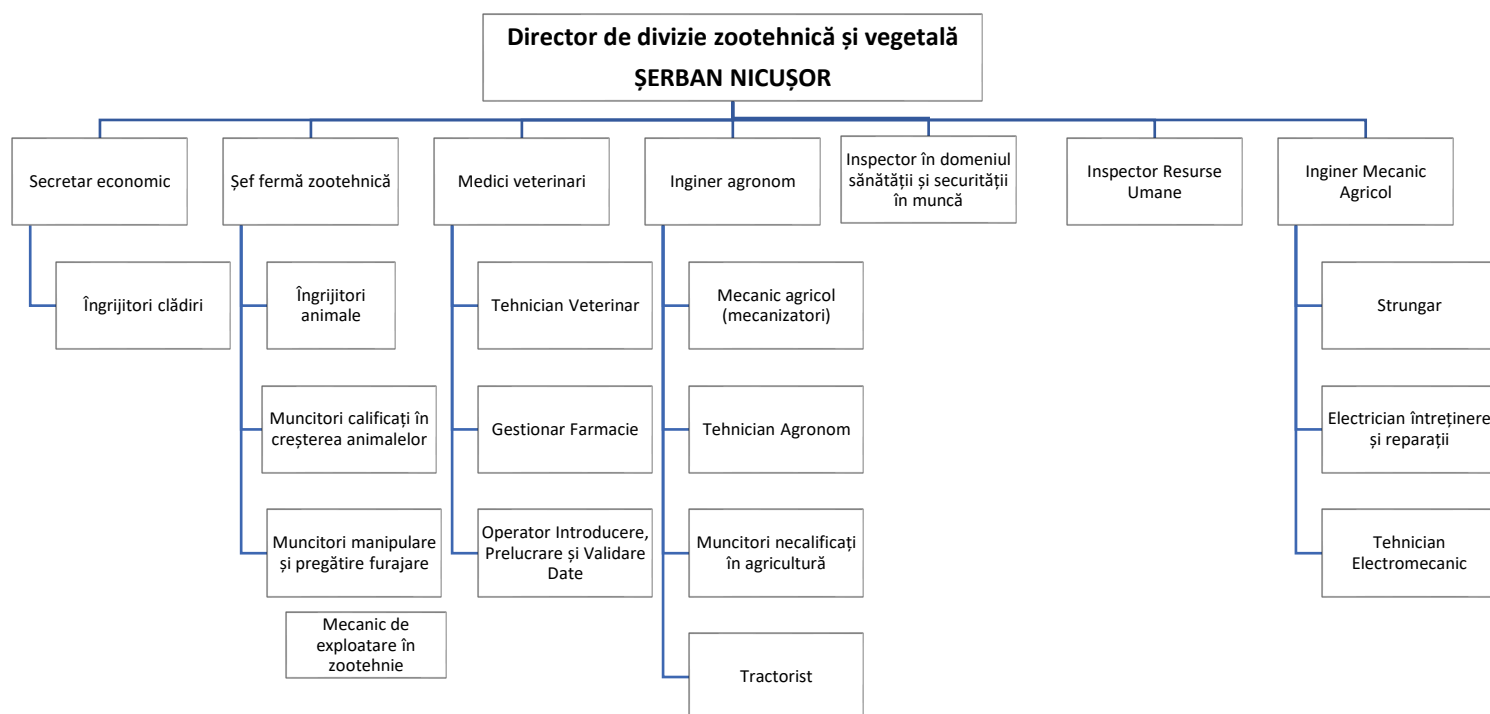 Director de divizie zootehnică și vegetală
ȘERBAN NICUȘOR
Secretar economic
Șef fermă zootehnică
Medici veterinari
Inginer agronom
Inspector în domeniul
sănătății și securității
în muncă
Inspector Resurse
Umane
Inginer Mecanic
Agricol
Îngrijitori clădiri
Îngrijitori
animale
Tehnician Veterinar
Mecanic agricol
(mecanizatori)
Strungar
Muncitori calificați în
creșterea animalelor
Gestionar Farmacie
Tehnician Agronom
Electrician întreținere
și reparații
Muncitori manipulare
și pregătire furajare
Operator Introducere,
Prelucrare și Validare
Date
Muncitori necalificați
în agricultură
Tehnician
Electromecanic
Mecanic de
exploatare în
zootehnie
Tractorist